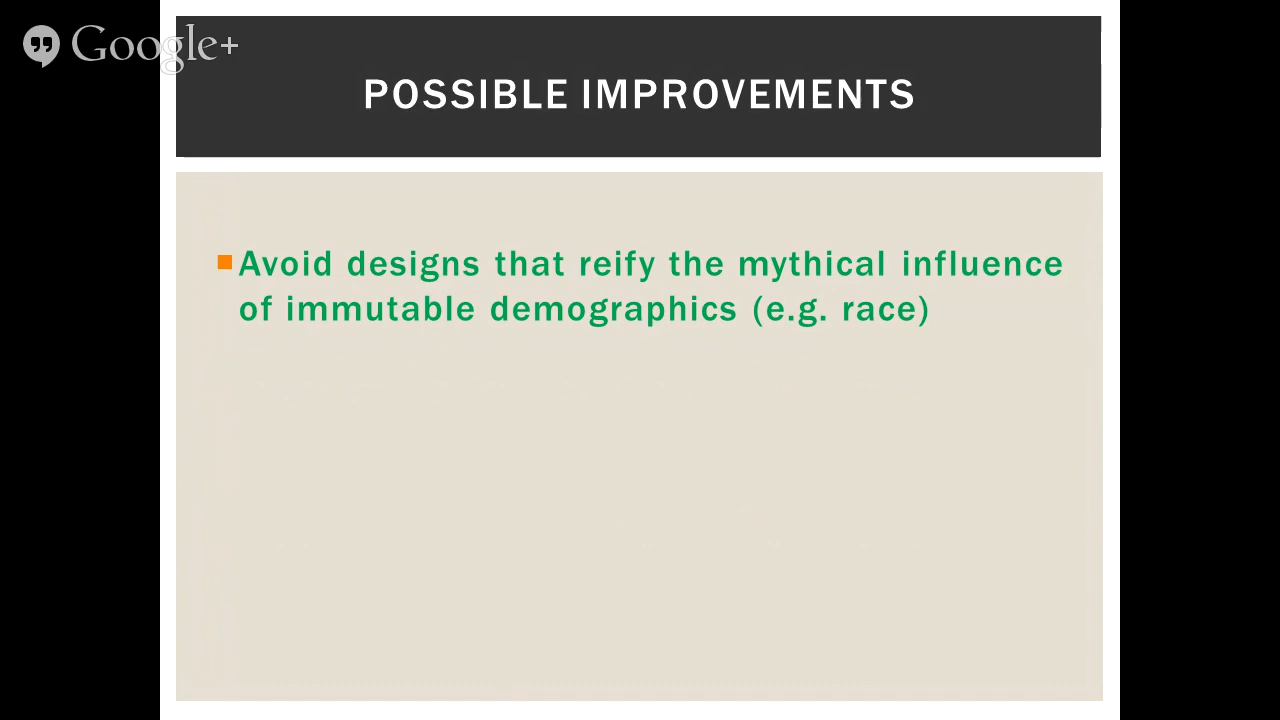 Google+
POSSIBLE IMPROVEMENTS
Avoid designs that reify the mythical influence
of immutable demographics (e.g. race)